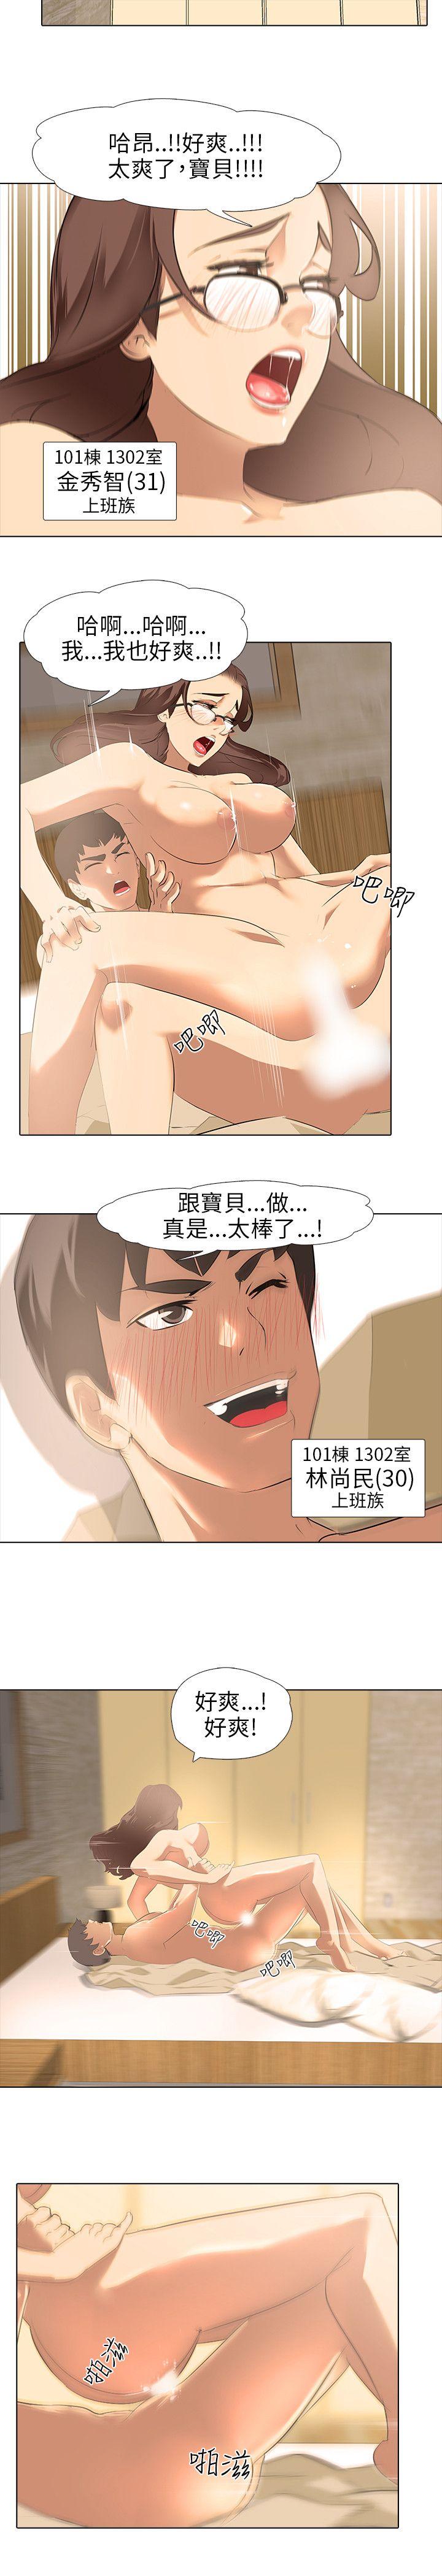 哈昂..!!好爽..!!!
太爽了,寶貝!!!!
101棟 1302室
金秀智(31)
上班族
哈啊...哈啊...
我...我也好爽..!!
吧唧
吧唧
跟寶貝...做...
真是...太棒了...!
101棟 1302室
林尚民(30)
上班族
好爽...!
好爽!
吧唧
吧唧
啪滋
啪滋